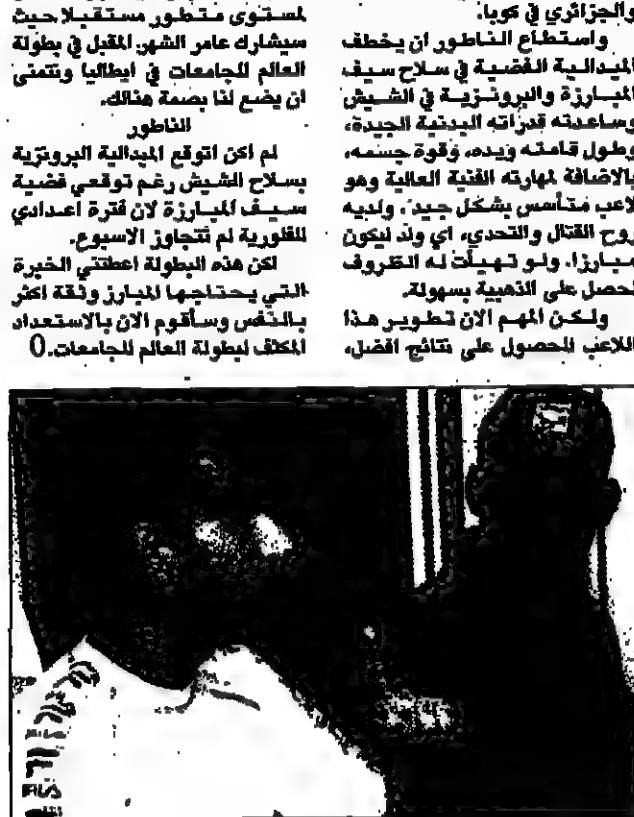 والجزائري في كوبا.
واستطاع الناطور ان يخطف
الميدالية الفضية في سلاح سيف
المبارزة والبرونزية في الشيش
وساعدته قدراته البدنية الجيدة،
وطول قامته ويده، وقوة جسمه،
بالاضافة لمهارته الفنية العالية وهو
لاعب متأسس بشكل جيد، ولديه
روح القتال والتحدي، اي ولد ليكون
مبارزا، ولو تهيأت له الظروف
لحصل على الذهبية بسهولة.
ولكن المهم الان تطوير هذا
اللاعب للحصول على نتائج افضل،
لمستوى متطور مستقبلا حيث
سيشارك عامر الشهر المقبل في بطولة
العالم للجامعات في ايطاليا ونتمنى
ان يضع لنا بصمة هنالك.
الناطور
لم اكن اتوقع الميدالية البرونزية
بسلاح الشيش رغم توقعي فضية
سيف المبارزة لان فترة اعدادي
للفلورية لم تتجاوز الاسبوع.
لكن هذه البطولة اعطتني الخبرة
التي يحتاجها المبارز وثقة اكثر
بالنفس وسأقوم الان بالاستعداد
المكثف لبطولة العالم للجامعات.0